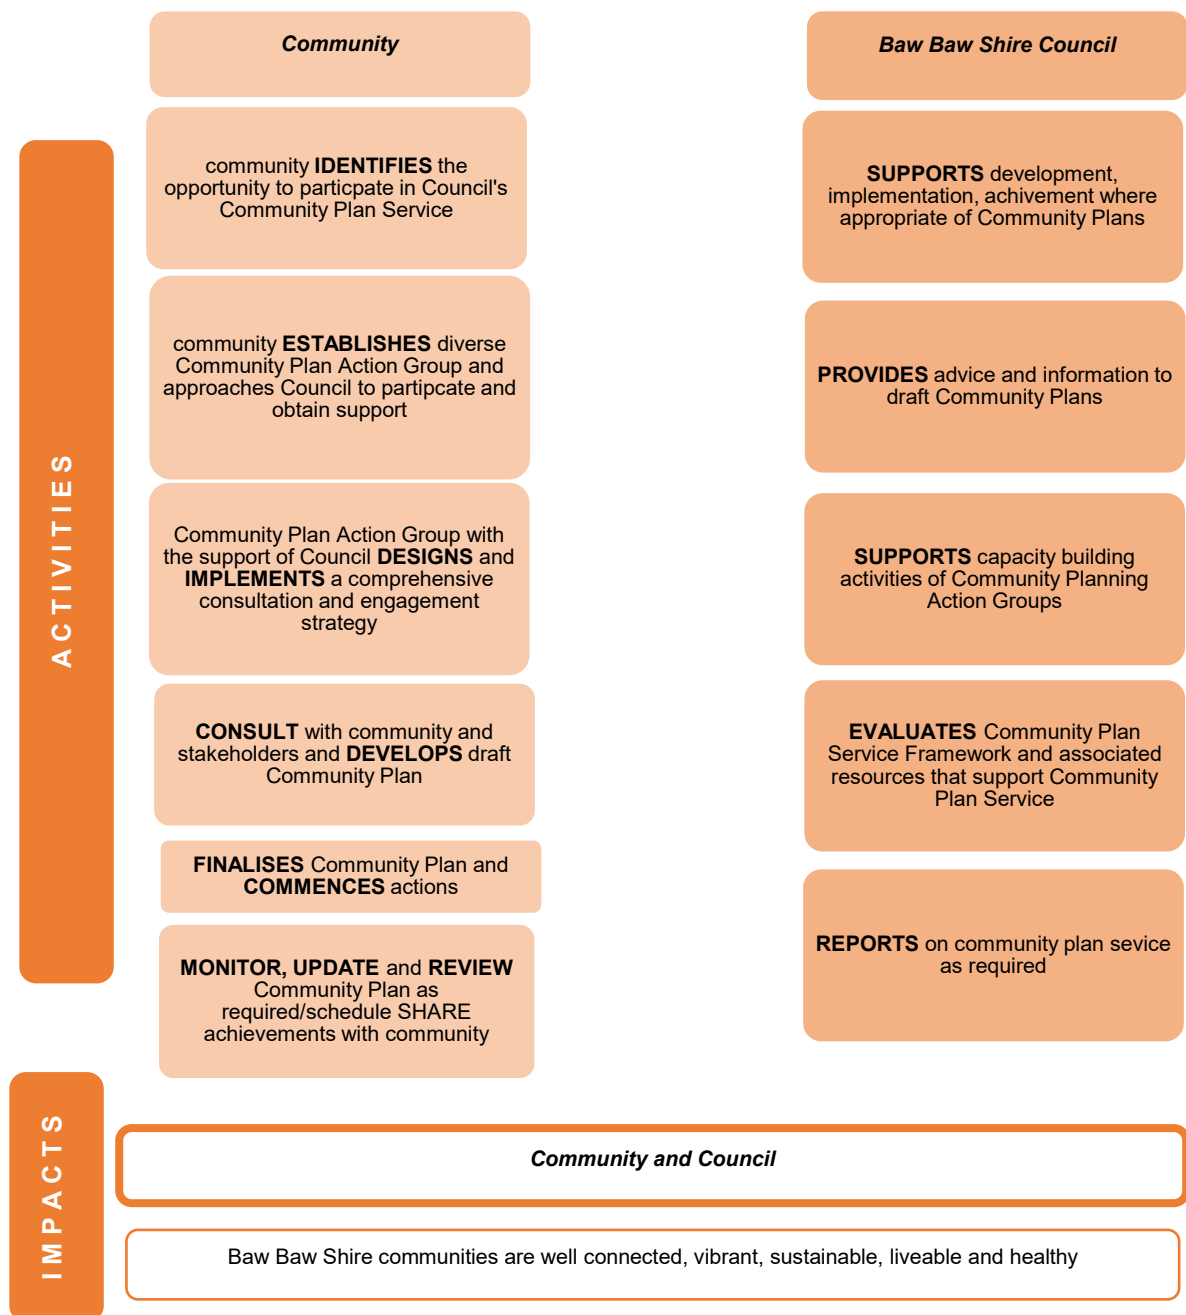 Community
Baw Baw Shire Council
ACTIVITIES
community IDENTIFIES the
opportunity to particpate in Council's
Community Plan Service
community ESTABLISHES diverse
Community Plan Action Group and
approaches Council to partipcate and
obtain support
Community Plan Action Group with
the support of Council DESIGNS and
IMPLEMENTS a comprehensive
consultation and engagement
strategy
CONSULT with community and
stakeholders and DEVELOPS draft
Community Plan
FINALISES Community Plan and
COMMENCES actions
MONITOR, UPDATE and REVIEW
Community Plan as
required/schedule SHARE
achievements with community
SUPPORTS development,
implementation, achivement where
appropriate of Community Plans
PROVIDES advice and information to
draft Community Plans
SUPPORTS capacity building
activities of Community Planning
Action Groups
EVALUATES Community Plan
Service Framework and associated
resources that support Community
Plan Service
REPORTS on community plan sevice
as required
IMPACTS
Community and Council
Baw Baw Shire communities are well connected, vibrant, sustainable, liveable and healthy